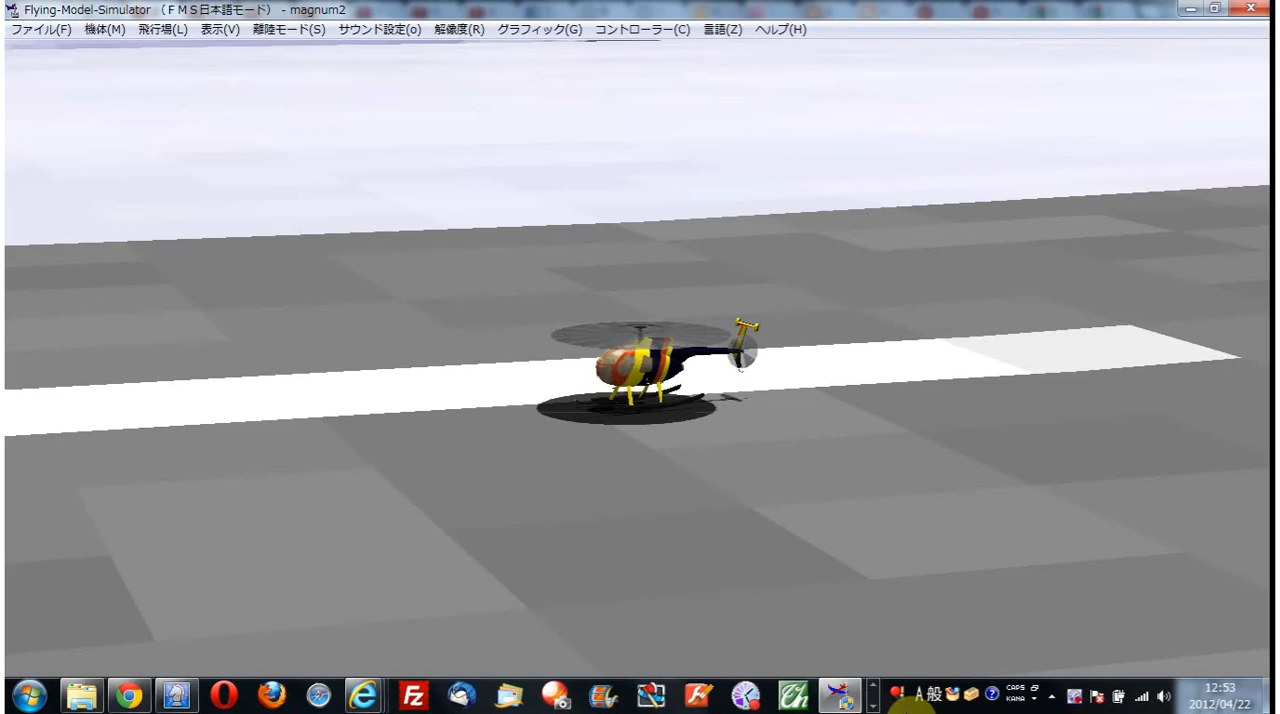 Flying-Model-Simulator （ＦＭＳ日本語モード） - magnum2
ファイル(F) 機体(M) 飛行場(L) 表示(V) 離陸モード(S) サウンド設定(o) 解像度(R) グラフィック(G) コントローラー(C) 言語(Z) ヘルプ(H)
Fz
Ch
A 般
CAPS
KANA
12:53
2012/04/22